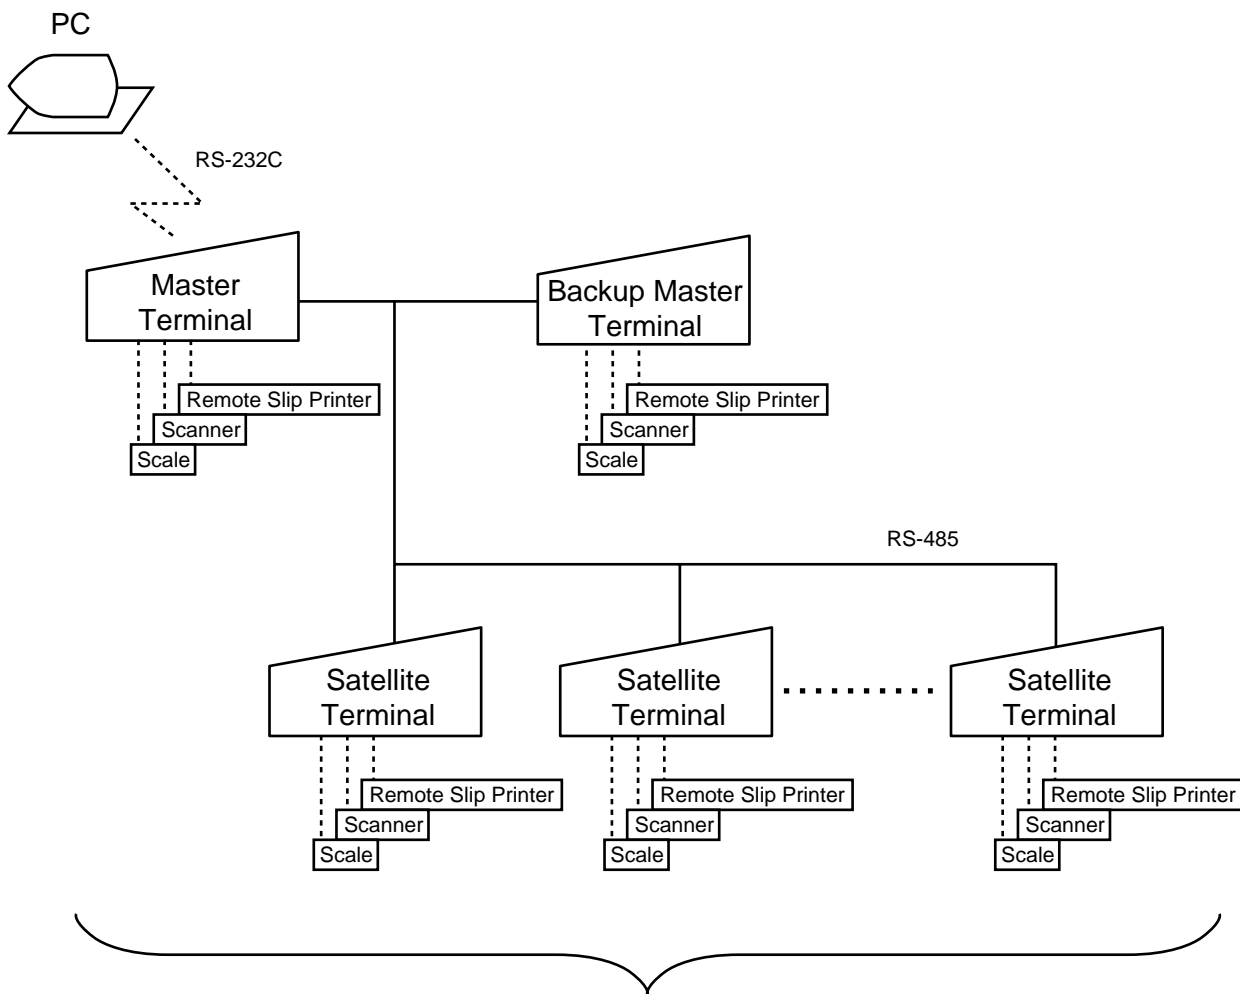 PC
RS-232C
Master
Terminal
Backup Master
Terminal
Remote Slip Printer
Scanner
Scale
Remote Slip Printer
Scanner
Scale
RS-485
Satellite
Terminal
Satellite
Terminal
Satellite
Terminal
Remote Slip Printer
Scanner
Scale
Remote Slip Printer
Scanner
Scale
Remote Slip Printer
Scanner
Scale